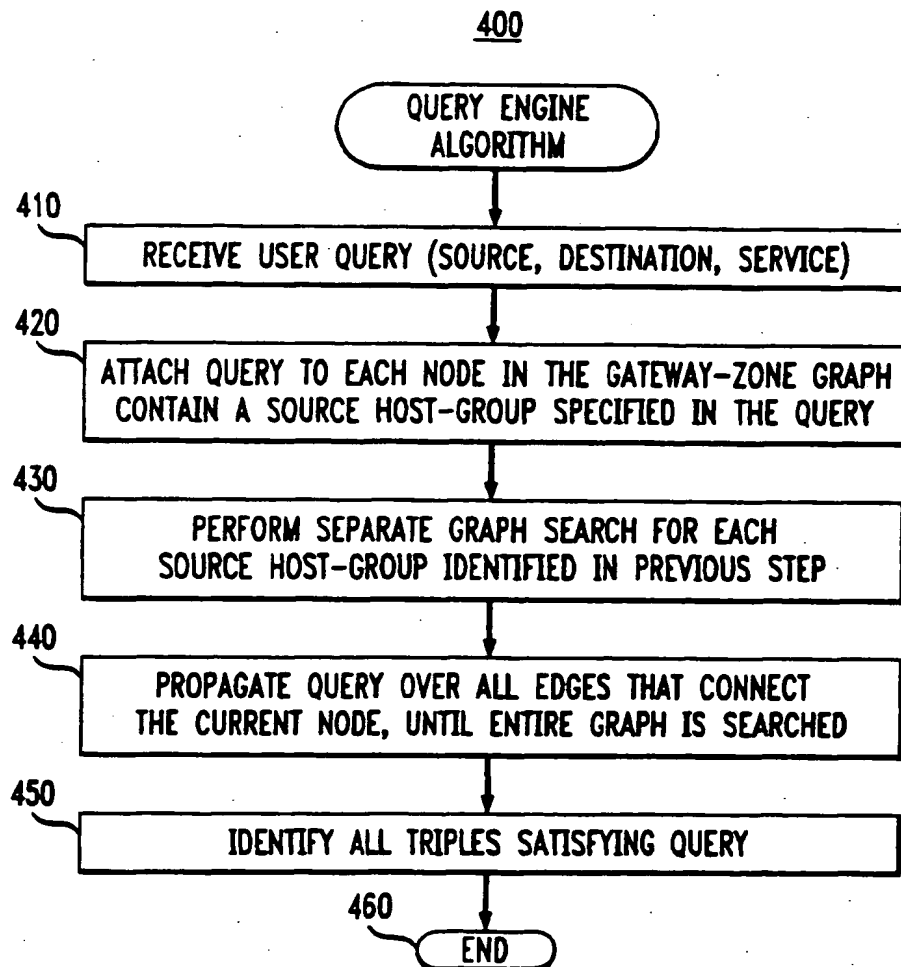 400
QUERY ENGINE
ALGORITHM
410
RECEIVE USER QUERY (SOURCE, DESTINATION, SERVICE)
420
ATTACH QUERY TO EACH NODE IN THE GATEWAY-ZONE GRAPH
CONTAIN A SOURCE HOST-GROUP SPECIFIED IN THE QUERY
430
PERFORM SEPARATE GRAPH SEARCH FOR EACH
SOURCE HOST-GROUP IDENTIFIED IN PREVIOUS STEP
440
PROPAGATE QUERY OVER ALL EDGES THAT CONNECT
THE CURRENT NODE, UNTIL ENTIRE GRAPH IS SEARCHED
450
IDENTIFY ALL TRIPLES SATISFYING QUERY
460
END